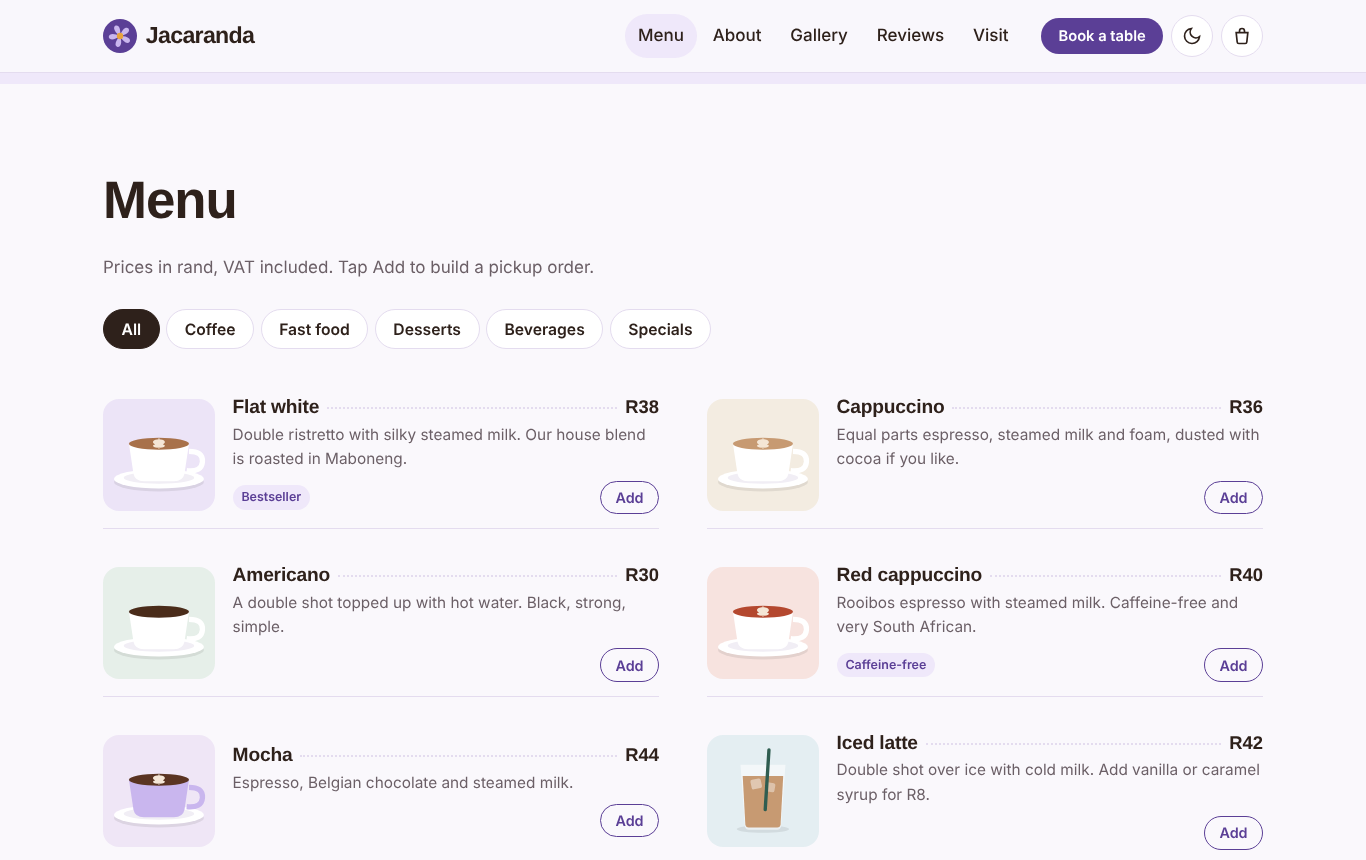 Jacaranda
Menu About Gallery Reviews Visit Book a table
Menu
Prices in rand, VAT included. Tap Add to build a pickup order.
All Coffee Fast food Desserts Beverages Specials
Flat white R38
Double ristretto with silky steamed milk. Our house blend
is roasted in Maboneng.
Bestseller Add
Cappuccino R36
Equal parts espresso, steamed milk and foam, dusted with
cocoa if you like.
Add
Americano R30
A double shot topped up with hot water. Black, strong,
simple.
Add
Red cappuccino R40
Rooibos espresso with steamed milk. Caffeine-free and
very South African.
Caffeine-free Add
Mocha R44
Espresso, Belgian chocolate and steamed milk.
Add
Iced latte R42
Double shot over ice with cold milk. Add vanilla or caramel
syrup for R8.
Add